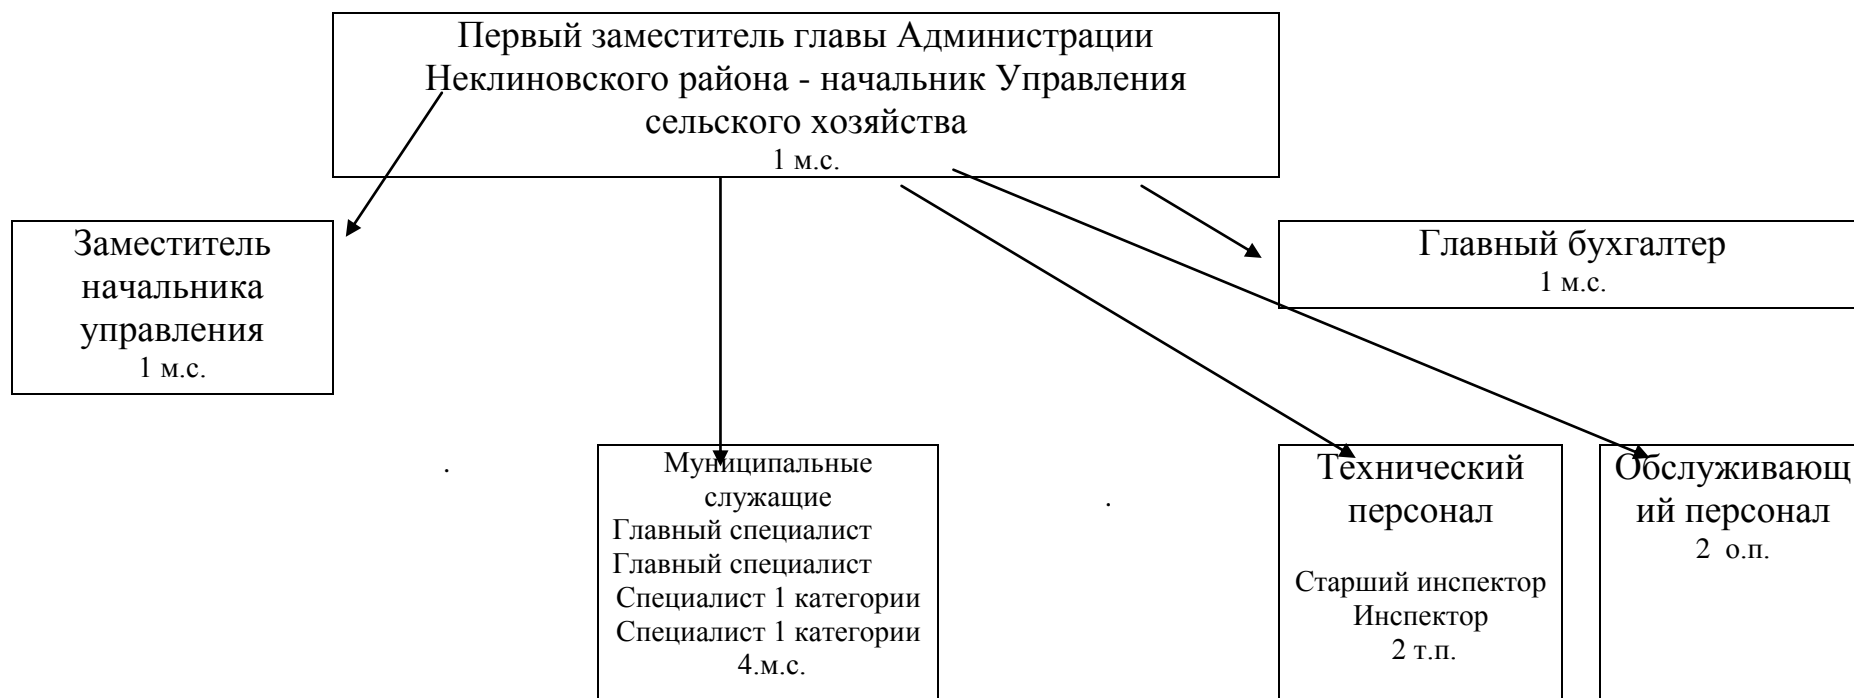 Первый заместитель главы Администрации
Неклиновского района - начальник Управления
сельского хозяйства
1 м.с.
Заместитель
начальника
управления
1 м.с.
Главный бухгалтер
1 м.с.
Муниципальные
служащие
Главный специалист
Главный специалист
Специалист 1 категории
Специалист 1 категории
4.м.с.
Технический
персонал
Старший инспектор
Инспектор
2 т.п.
Обслуживающ
ий персонал
2 о.п.